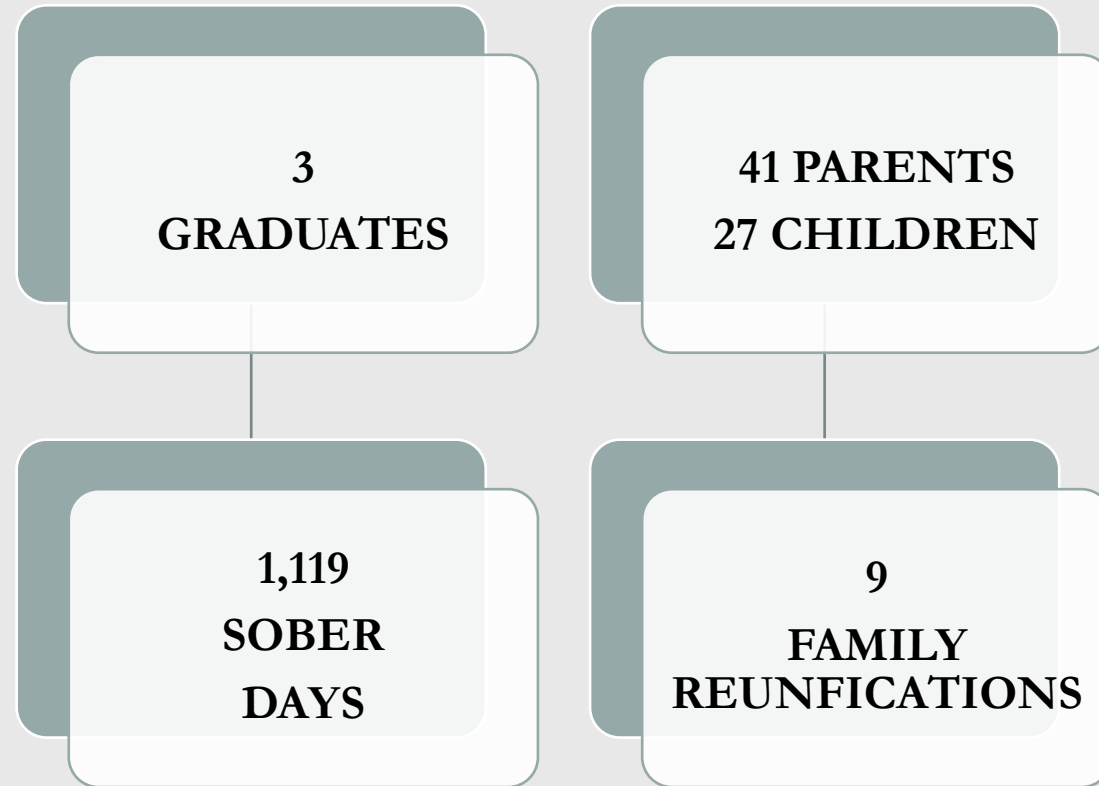 3
GRADUATES
41 PARENTS
27 CHILDREN
1,119
SOBER
DAYS
9
FAMILY
REUNFICATIONS